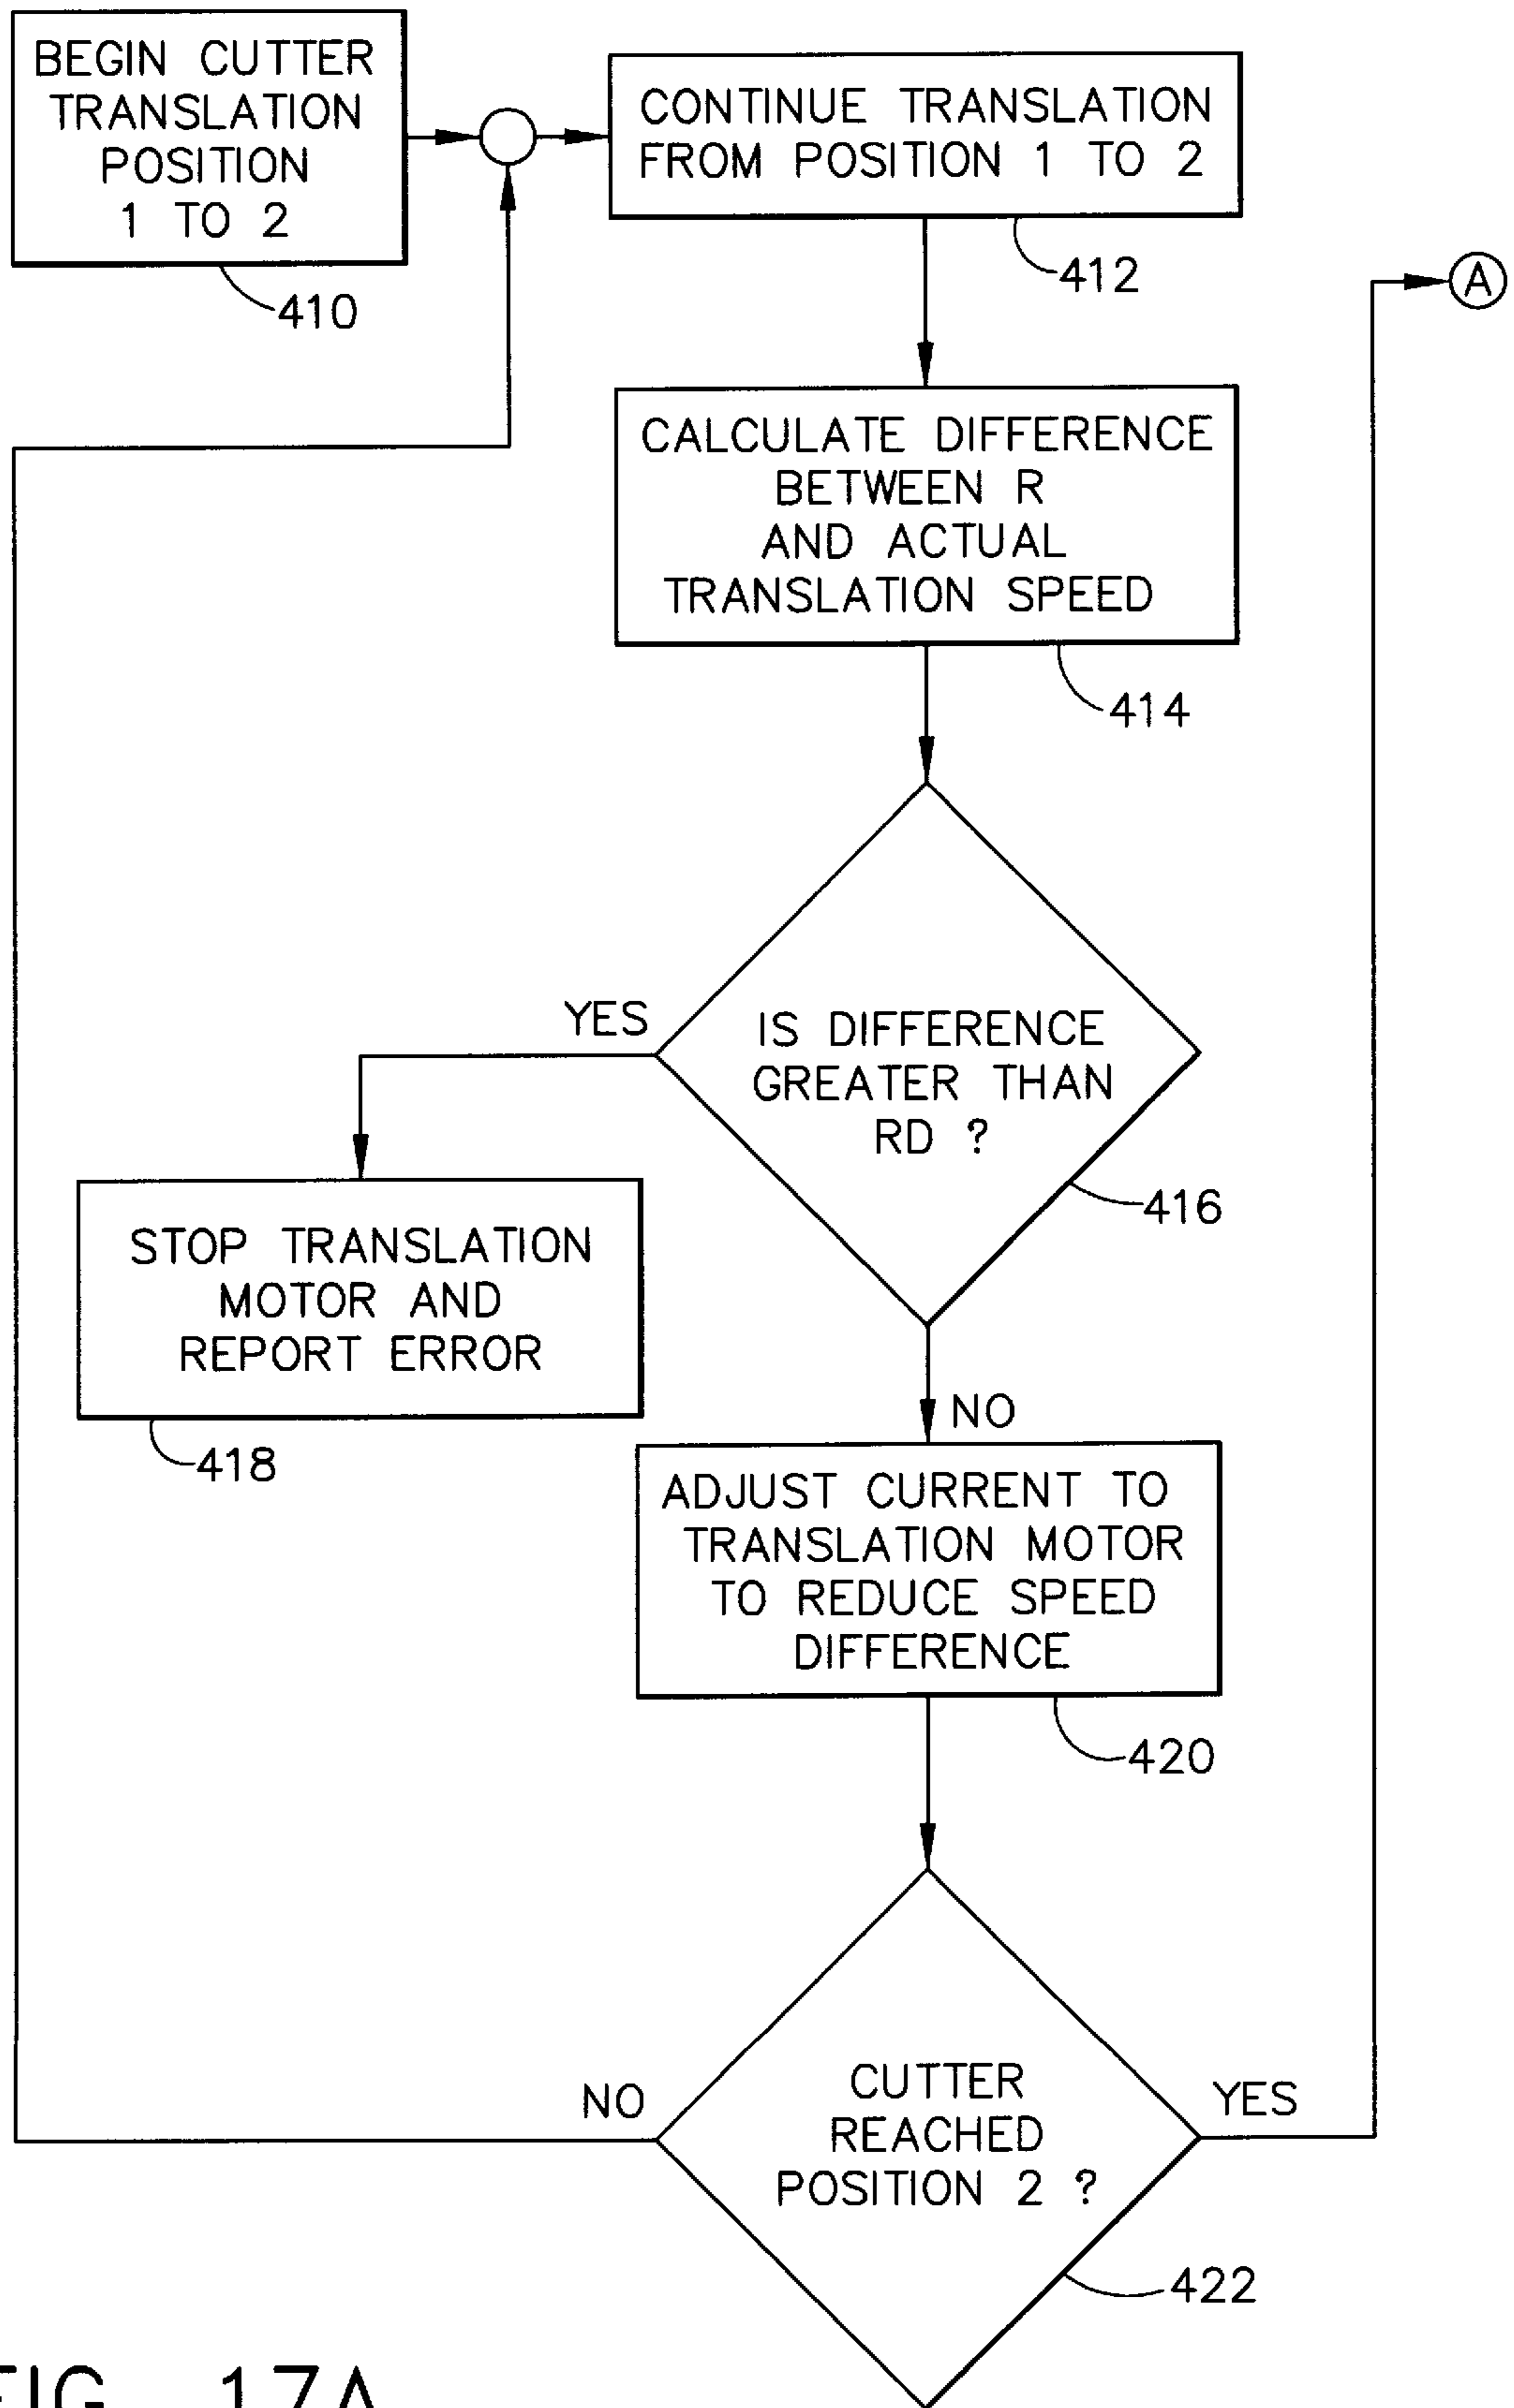 BEGIN CUTTER
TRANSLATION
POSITION
1 TO 2
410
CONTINUE TRANSLATION
FROM POSITION 1 TO 2
412
A
CALCULATE DIFFERENCE
BETWEEN R
AND ACTUAL
TRANSLATION SPEED
414
IS DIFFERENCE
GREATER THAN
RD ?
416
YES
STOP TRANSLATION
MOTOR AND
REPORT ERROR
418
NO
ADJUST CURRENT TO
TRANSLATION MOTOR
TO REDUCE SPEED
DIFFERENCE
420
CUTTER
REACHED
POSITION 2 ?
422
NO
YES
FIG. 17A